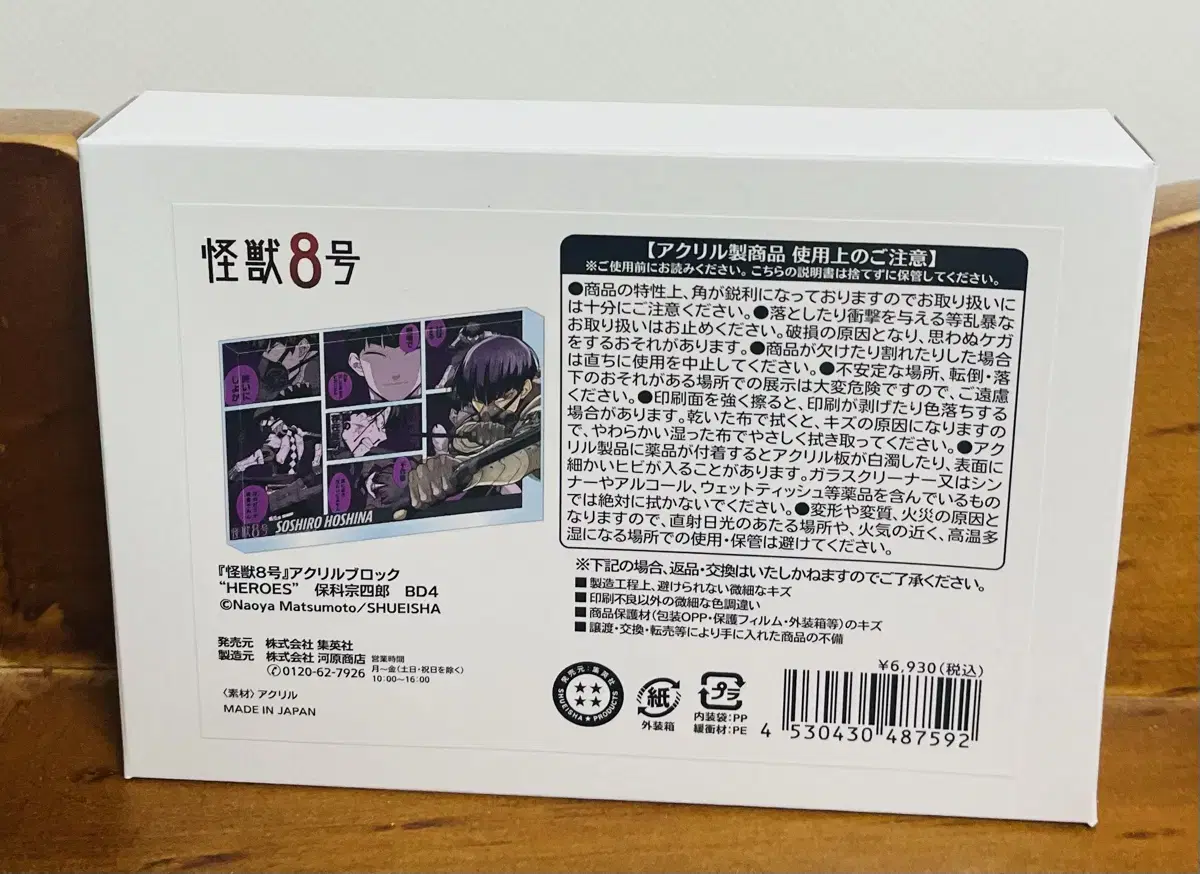 怪獣8号
怪獣8号
SOSHIRO HOSHINA
『怪獣8号』アクリルブロック
“HEROES” 保科宗四郎 BD4
©Naoya Matsumoto/SHUEISHA
発売元 株式会社 集英社
製造元 株式会社 河原商店
0120-62-7926
営業時間
月～金(土日・祝日を除く)
10:00～16:00
〈素材〉アクリル
MADE IN JAPAN
【アクリル製商品 使用上のご注意】
※ご使用前にお読みください。こちらの説明書は捨てずに保管してください。
●商品の特性上、角が鋭利になっておりますのでお取り扱いに
は十分にご注意ください。●落としたり衝撃を与える等乱暴な
お取り扱いはお止めください。破損の原因となり、思わぬケガ
をするおそれがあります。●商品が欠けたり割れたりした場合
は直ちに使用を中止してください。●不安定な場所、転倒・落
下のおそれがある場所での展示は大変危険ですので、ご遠慮
ください。●印刷面を強く擦ると、印刷が剥げたり色落ちする
場合があります。乾いた布で拭くと、キズの原因になりますの
で、やわらかい湿った布でやさしく拭き取ってください。●アク
リル製品に薬品が付着するとアクリル板が白濁したり、表面に
細かいヒビが入ることがあります。ガラスクリーナー又はシン
ナーやアルコール、ウェットティッシュ等薬品を含んでいるもの
では絶対に拭かないでください。●変形や変質、火災の原因と
なりますので、直射日光のあたる場所や、火気の近く、高温多
湿になる場所での使用・保管は避けてください。
※下記の場合、返品・交換はいたしかねますのでご了承ください。
■製造工程上、避けられない微細なキズ
■印刷不良以外の微細な色調違い
■商品保護材(包装OPP・保護フィルム・外装箱等)のキズ
■譲渡・交換・転売等により手に入れた商品の不備
発売元:集英社
SHUEISHA★PRODUCTS
紙
外装箱
プラ
内装袋:PP
緩衝材:PE
¥6,930(税込)
4 530430 487592